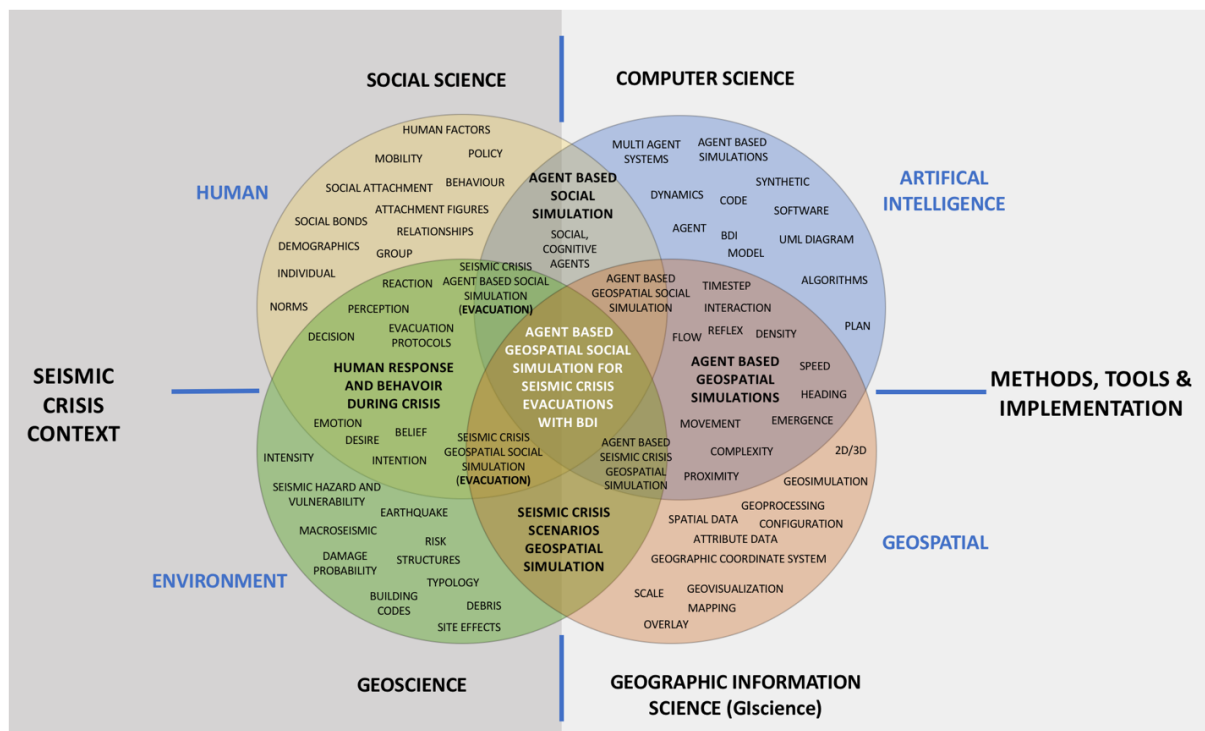 SOCIAL SCIENCE
COMPUTER SCIENCE
HUMAN
ARTIFICAL
INTELLIGENCE
HUMAN FACTORS
MOBILITY
POLICY
SOCIAL ATTACHMENT
BEHAVIOUR
ATTACHMENT FIGURES
SOCIAL BONDS
RELATIONSHIPS
DEMOGRAPHICS
GROUP
INDIVIDUAL
NORMS
AGENT BASED
SOCIAL
SIMULATION
SOCIAL,
COGNITIVE
AGENTS
MULTI AGENT
SYSTEMS
AGENT BASED
SIMULATIONS
SYNTHETIC
DYNAMICS
CODE
SOFTWARE
AGENT
BDI
UML DIAGRAM
MODEL
ALGORITHMS
PLAN
SEISMIC CRISIS
AGENT BASED SOCIAL
SIMULATION
(EVACUATION)
AGENT BASED
GEOSPATIAL SOCIAL
SIMULATION
REACTION
PERCEPTION
DECISION
EVACUATION
PROTOCOLS
HUMAN RESPONSE
AND BEHAVOIR
DURING CRISIS
EMOTION
DESIRE
BELIEF
INTENTION
AGENT BASED
GEOSPATIAL SOCIAL
SIMULATION FOR
SEISMIC CRISIS
EVACUATIONS
WITH BDI
TIMESTEP
INTERACTION
FLOW
REFLEX
DENSITY
AGENT BASED
GEOSPATIAL
SIMULATIONS
SPEED
HEADING
MOVEMENT
EMERGENCE
COMPLEXITY
PROXIMITY
SEISMIC
CRISIS
CONTEXT
METHODS, TOOLS &
IMPLEMENTATION
SEISMIC CRISIS
GEOSPATIAL SOCIAL
SIMULATION
(EVACUATION)
AGENT BASED
SEISMIC CRISIS
GEOSPATIAL
SIMULATION
INTENSITY
SEISMIC HAZARD AND
VULNERABILITY
EARTHQUAKE
MACROSEISMIC
RISK
DAMAGE
PROBABILITY
STRUCTURES
TYPOLOGY
BUILDING
CODES
DEBRIS
SITE EFFECTS
SEISMIC CRISIS
SCENARIOS
GEOSPATIAL
SIMULATION
2D/3D
GEOSIMULATION
GEOPROCESSING
SPATIAL DATA
CONFIGURATION
ATTRIBUTE DATA
GEOGRAPHIC COORDINATE SYSTEM
SCALE
GEOVISUALIZATION
MAPPING
OVERLAY
ENVIRONMENT
GEOSPATIAL
GEOSCIENCE
GEOGRAPHIC INFORMATION
SCIENCE (GIscience)